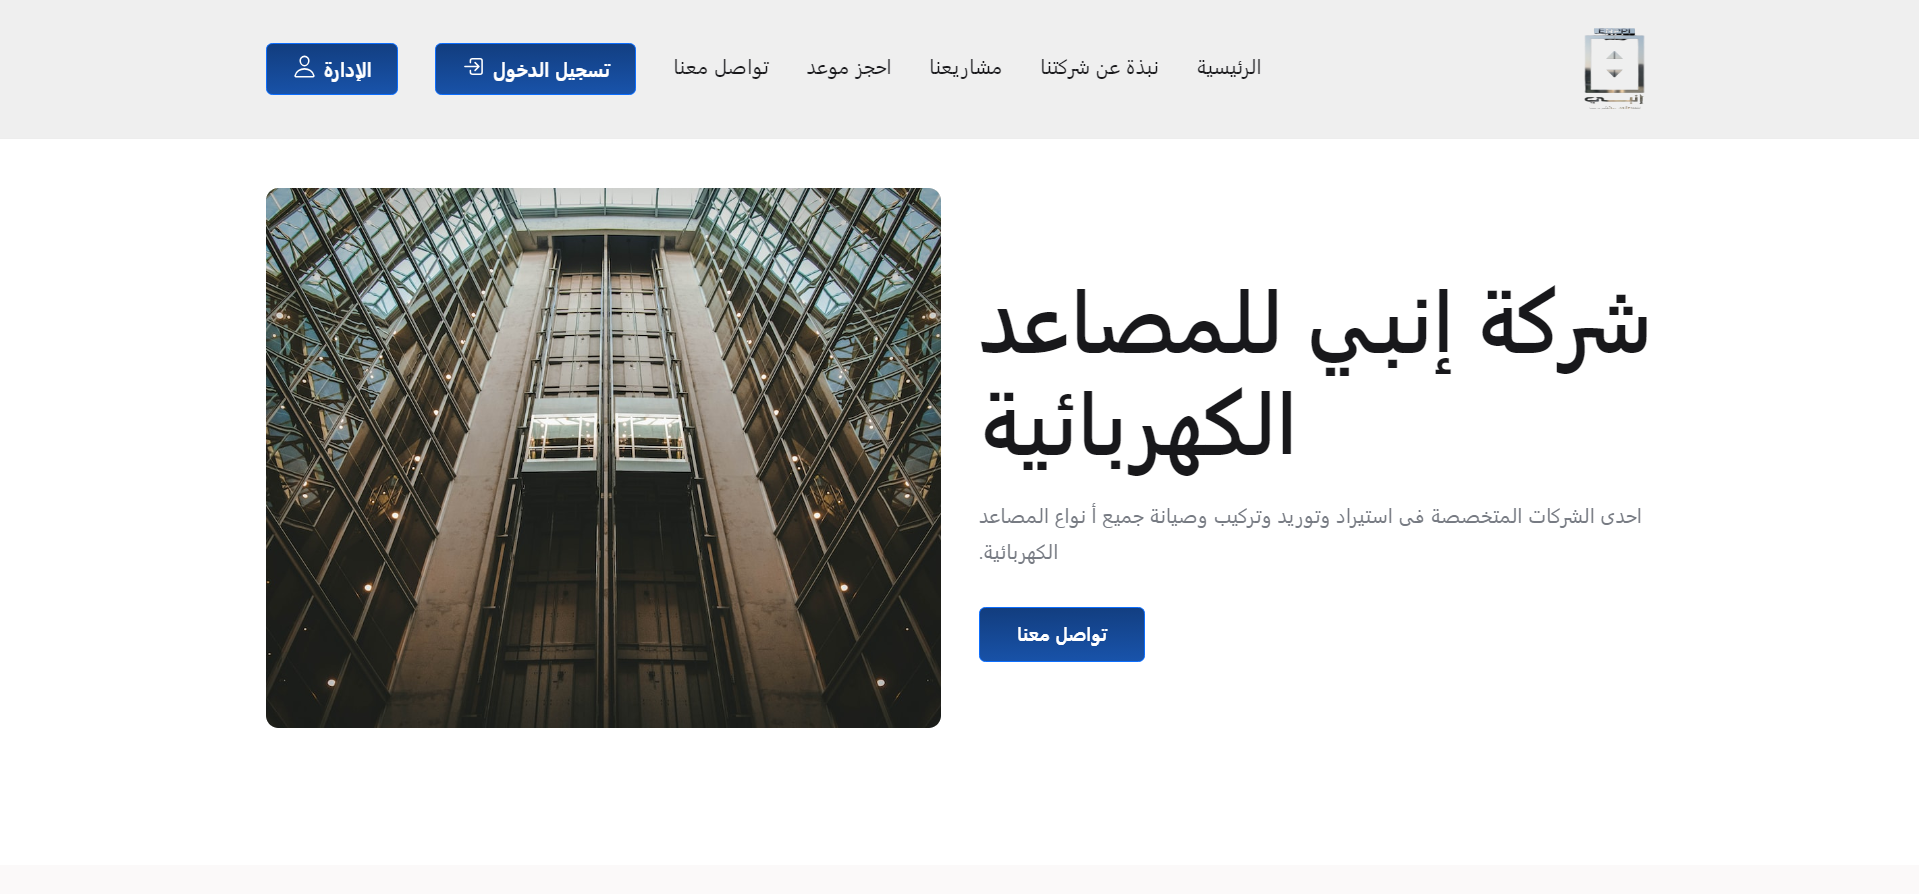 إنبـــي
الرئيسية
نبذة عن شركتنا
مشاريعنا
احجز موعد
تواصل معنا
تسجيل الدخول
الإدارة
شركة إنبي للمصاعد
الكهربائية
احدى الشركات المتخصصة فى استيراد وتوريد وتركيب وصيانة جميع أ نواع المصاعد
الكهربائية.
تواصل معنا